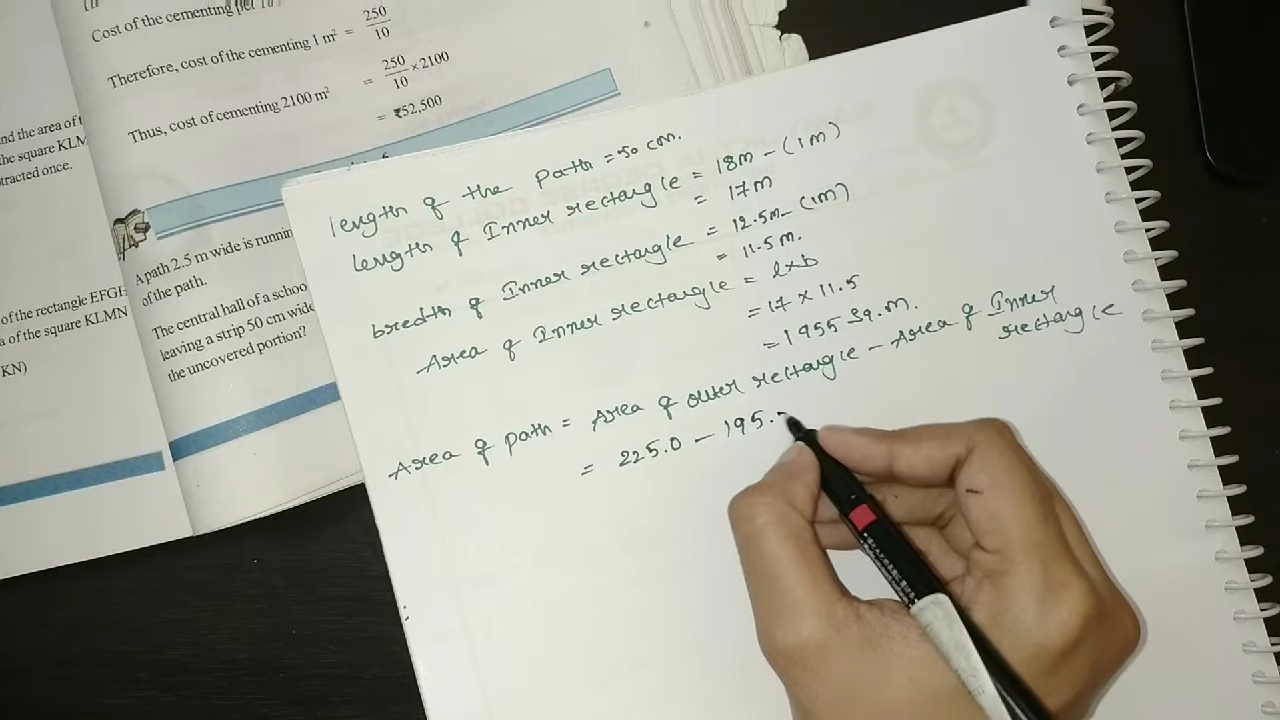 Cost of the cementing per 10
Therefore, cost of the cementing 1 m² = 250/10
Thus, cost of cementing 2100 m² = 250/10 × 2100
= ₹52,500
nd the area of t
he square KLM
tracted once.
of the rectangle EFGH
a of the square KLMN
KN)
A path 2.5 m wide is runnin
of the path.
The central hall of a schoo
leaving a strip 50 cm wide
the uncovered portion?
length of the path = 50 cm.
length of Inner rectangle = 18m - (1m)
= 17m
bredth of Inner rectangle = 12.5m - (1m)
= 11.5 m.
Area of Inner rectangle = l×b
= 17 × 11.5
= 1955 Sq. m.
Area of path = Area of outer rectangle - Area of Inner
rectangle
= 225.0 - 195.